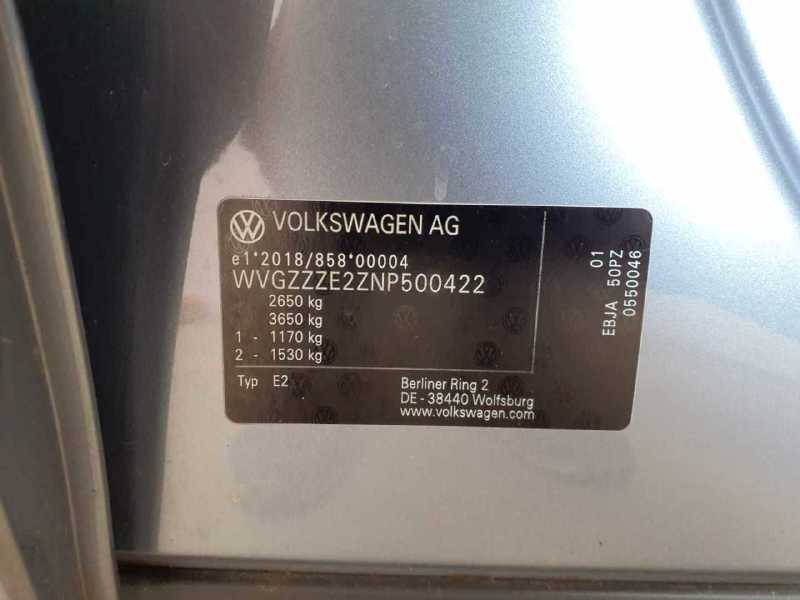 VOLKSWAGEN AG
e1*2018/858*00004
WVGZZZE2ZNP500422
2650 kg
3650 kg
1 - 1170 kg
2 - 1530 kg
Typ E2
Berliner Ring 2
DE - 38440 Wolfsburg
www.volkswagen.com
01
EBJA 50PZ
0550046